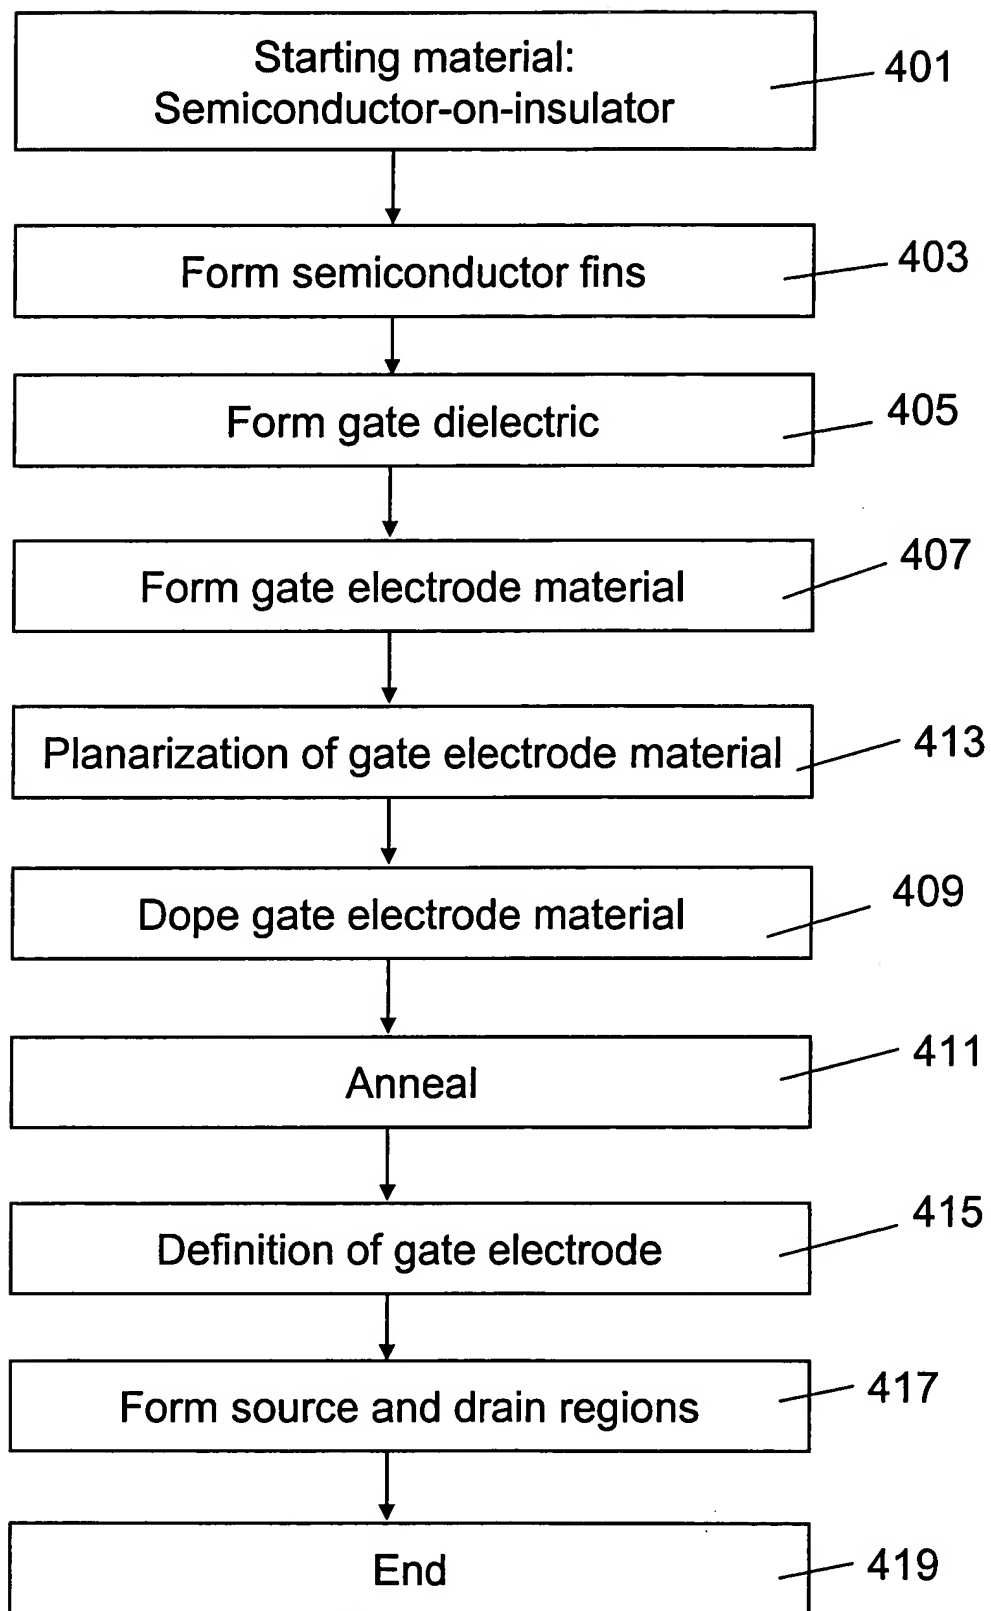 Starting material:
Semiconductor-on-insulator
401
Form semiconductor fins
403
Form gate dielectric
405
Form gate electrode material
407
Planarization of gate electrode material
413
Dope gate electrode material
409
Anneal
411
Definition of gate electrode
415
Form source and drain regions
417
End
419